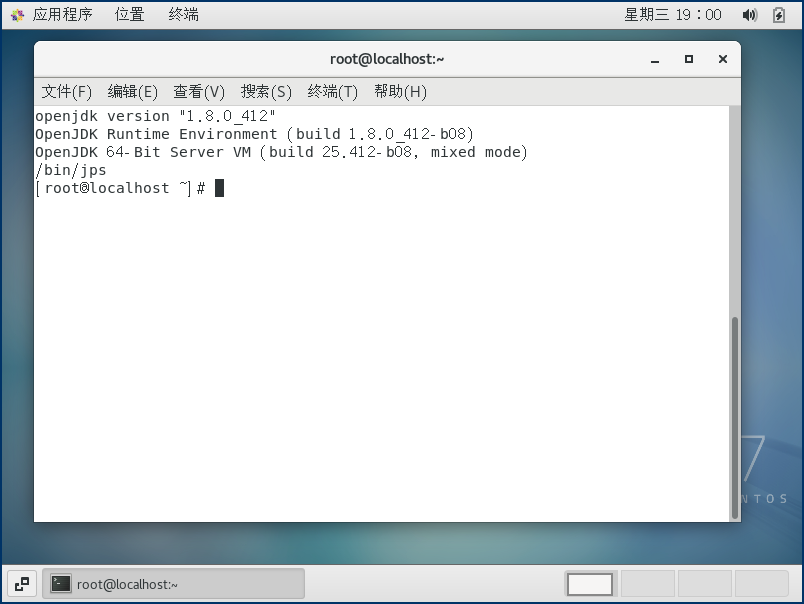 应用程序 位置 终端 星期三 19：00
root@localhost:~
文件(F) 编辑(E) 查看(V) 搜索(S) 终端(T) 帮助(H)
openjdk version "1.8.0_412"
OpenJDK Runtime Environment (build 1.8.0_412-b08)
OpenJDK 64-Bit Server VM (build 25.412-b08, mixed mode)
/bin/jps
[root@localhost ~]#
7
NTOS
root@localhost:~